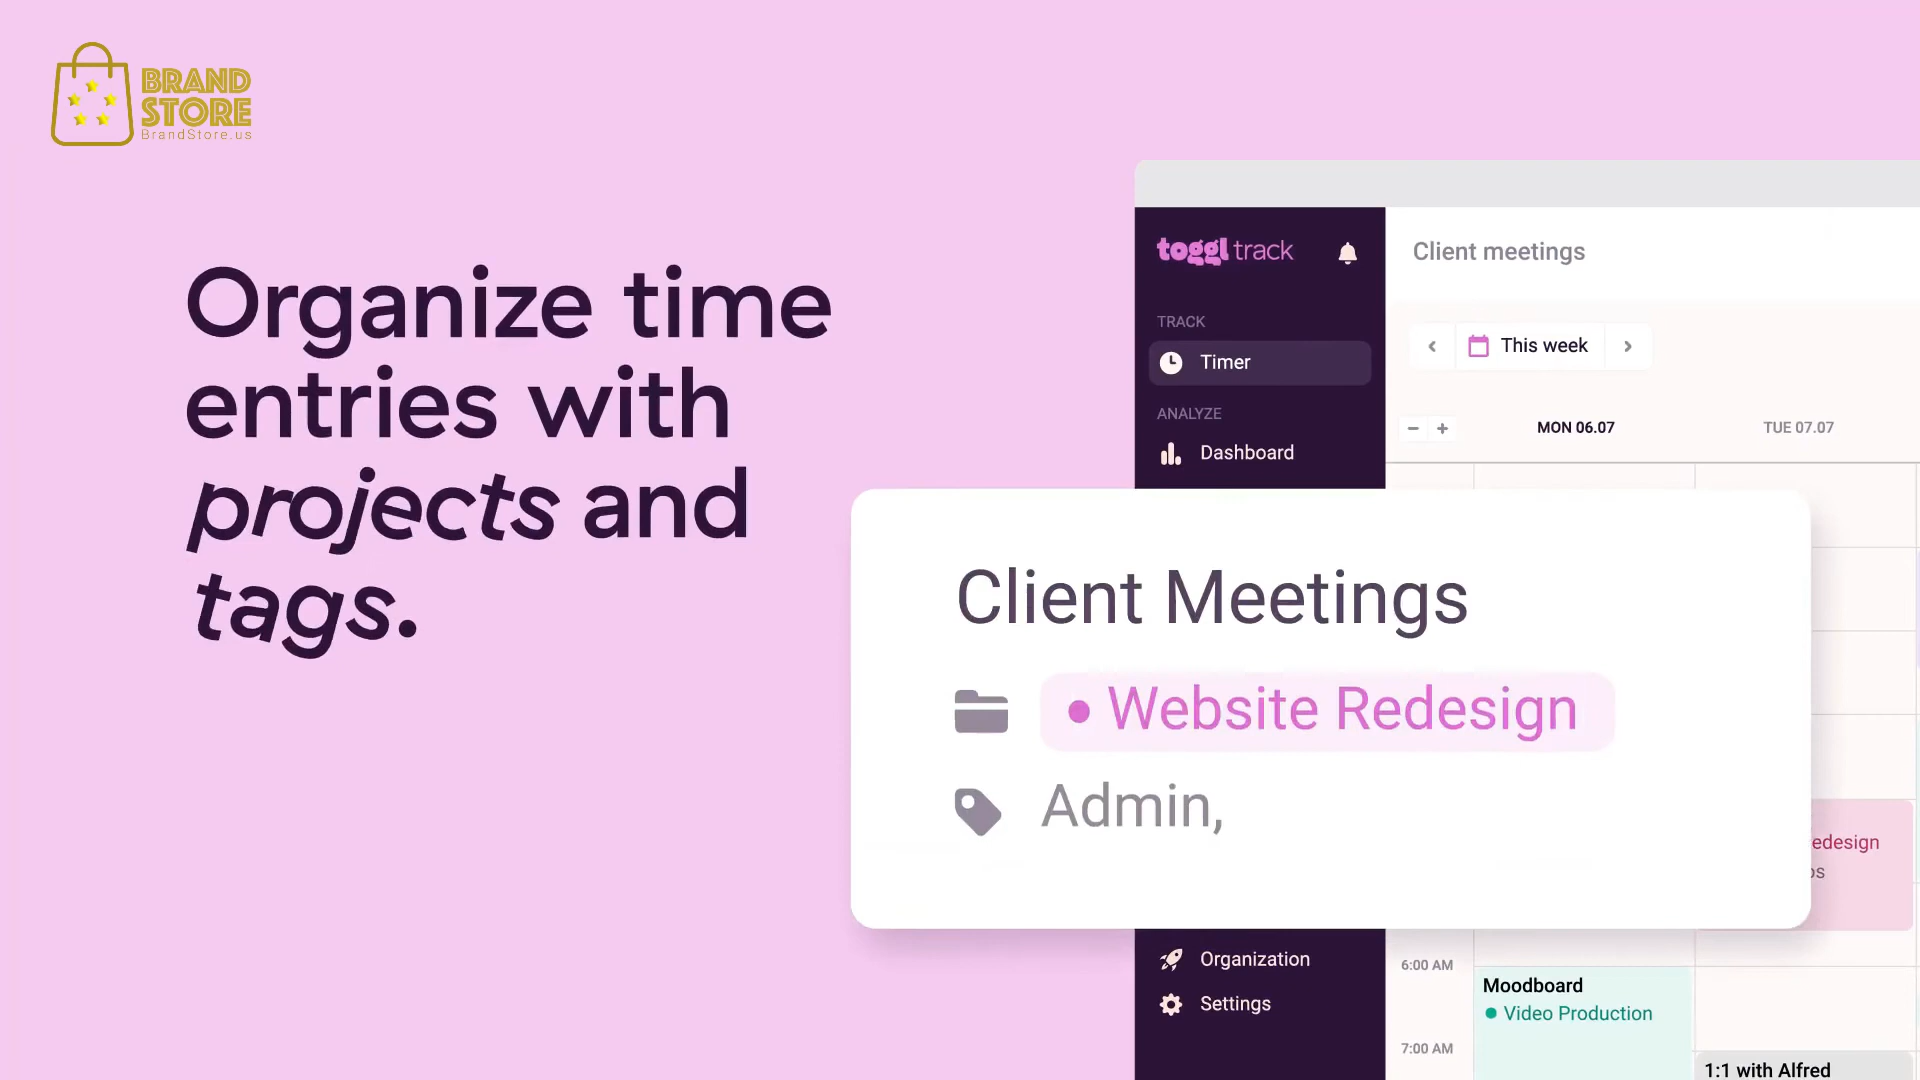 BRAND
STORE
BrandStore.us
Organize time
entries with
projects and
tags.
toggl track
Client meetings
TRACK
This week
Timer
ANALYZE
MON 06.07
TUE 07.07
Dashboard
Client Meetings
Website Redesign
Admin,
edesign
Organization
6:00 AM
Moodboard
Settings
Video Production
7:00 AM
1:1 with Alfred